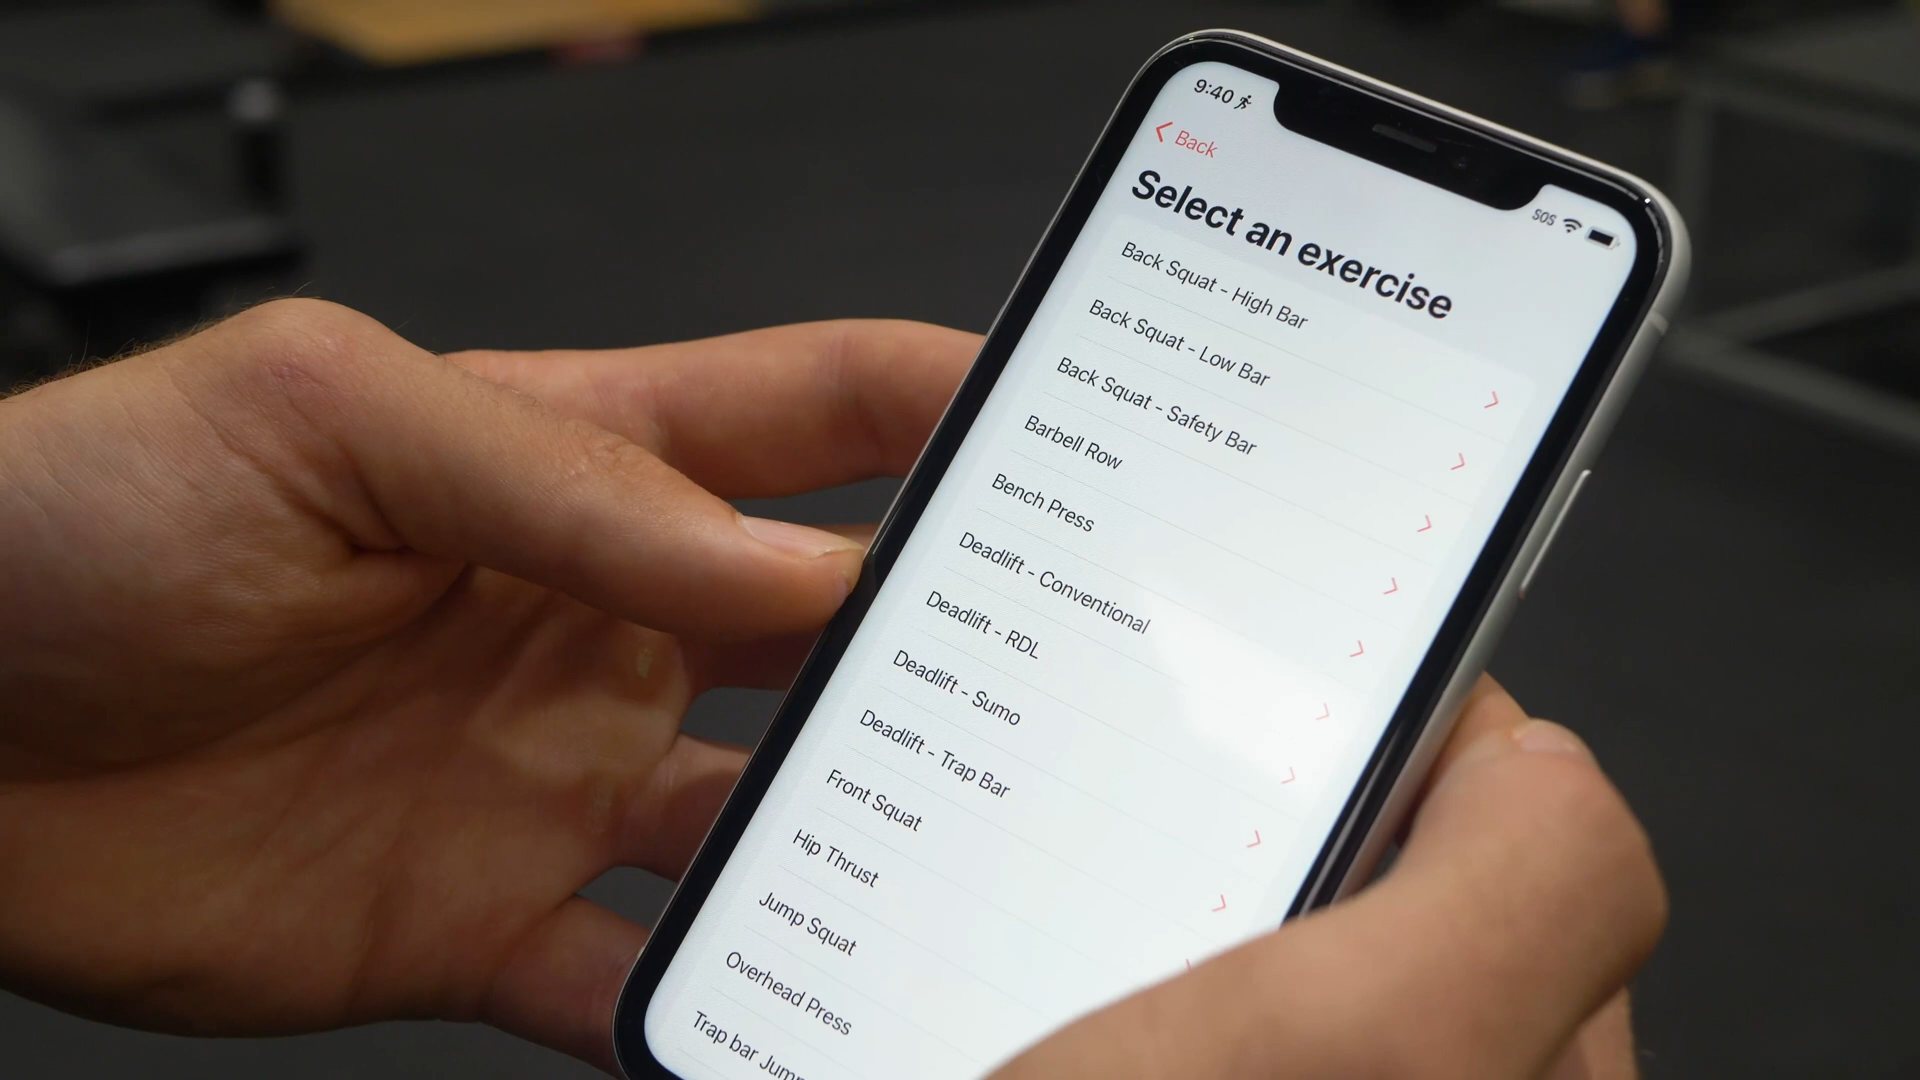 9:40
SOS
Back
Select an exercise
Back Squat - High Bar
Back Squat - Low Bar
Back Squat - Safety Bar
Barbell Row
Bench Press
Deadlift - Conventional
Deadlift - RDL
Deadlift - Sumo
Deadlift - Trap Bar
Front Squat
Hip Thrust
Jump Squat
Overhead Press
Trap bar Jump